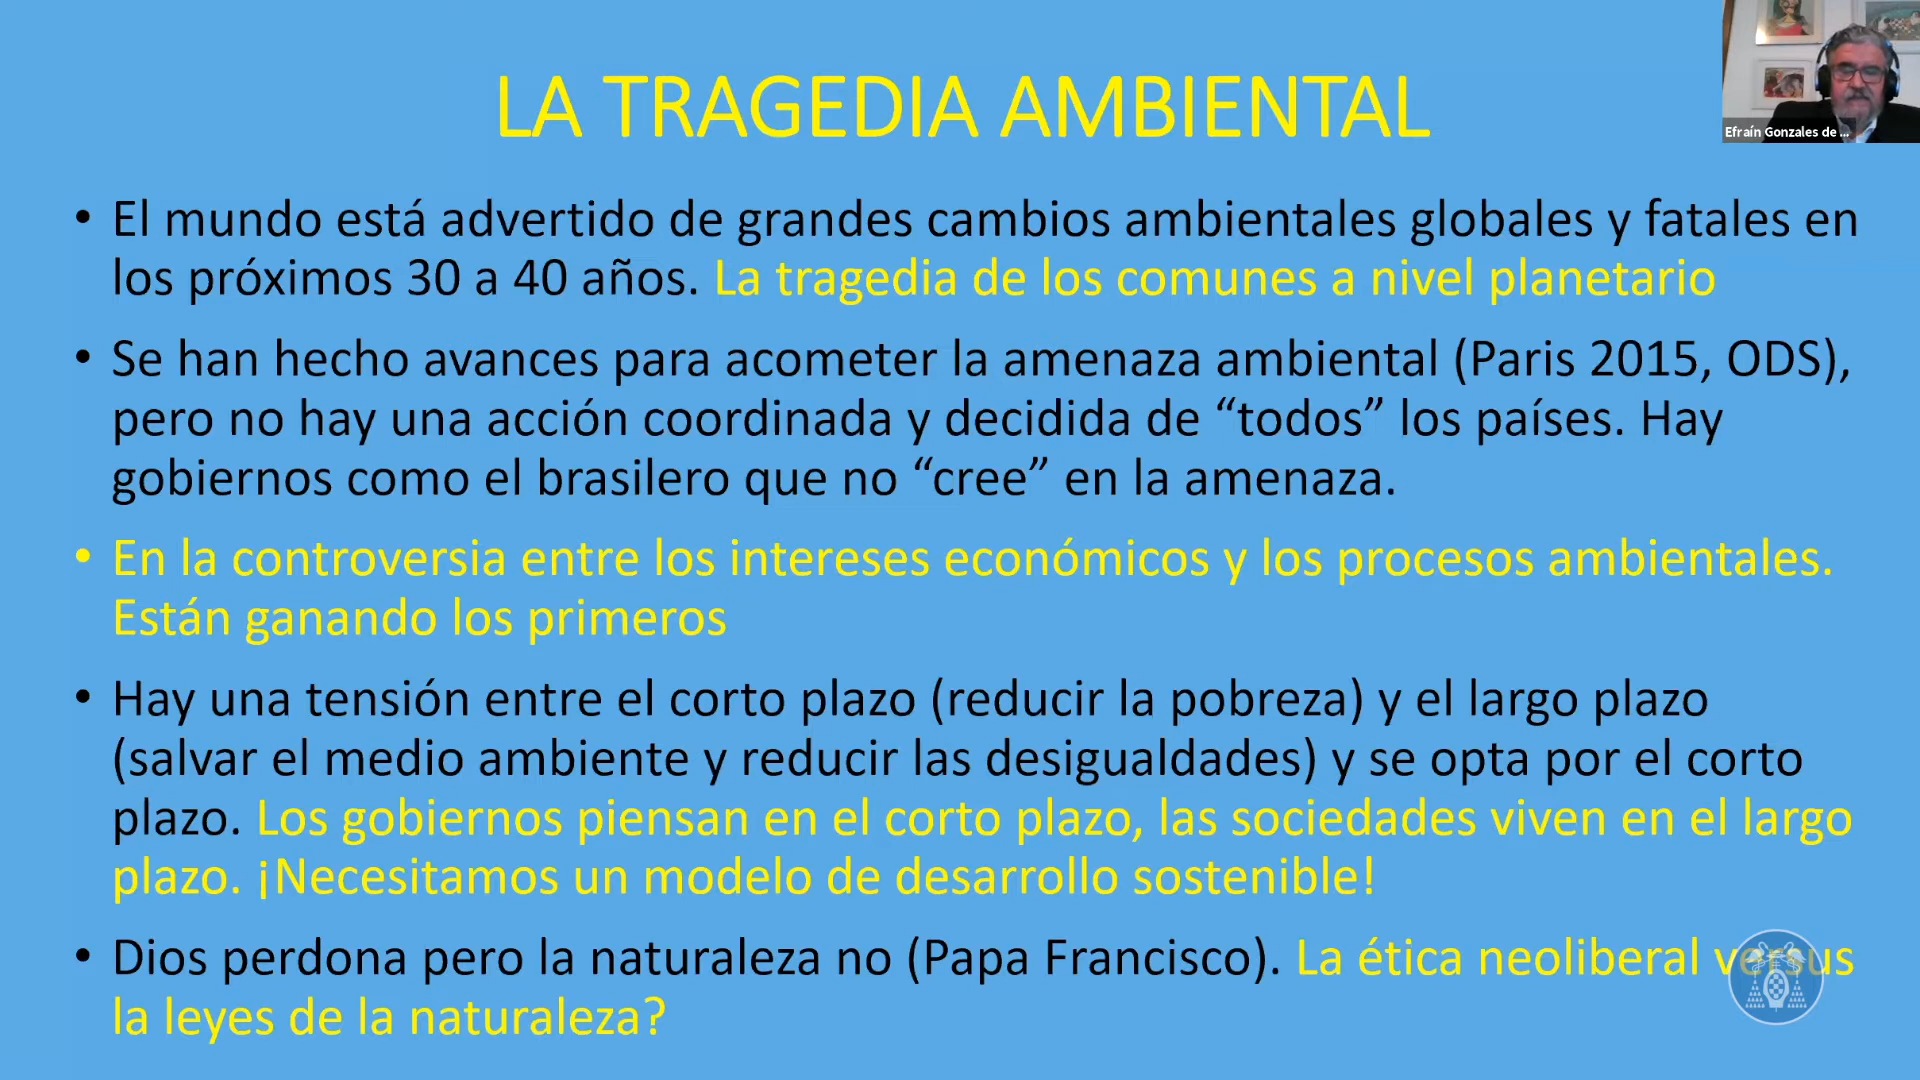 LA TRAGEDIA AMBIENTAL
Efraín Gonzales de ...
• El mundo está advertido de grandes cambios ambientales globales y fatales en
los próximos 30 a 40 años. La tragedia de los comunes a nivel planetario
• Se han hecho avances para acometer la amenaza ambiental (Paris 2015, ODS),
pero no hay una acción coordinada y decidida de “todos” los países. Hay
gobiernos como el brasilero que no “cree” en la amenaza.
• En la controversia entre los intereses económicos y los procesos ambientales.
Están ganando los primeros
• Hay una tensión entre el corto plazo (reducir la pobreza) y el largo plazo
(salvar el medio ambiente y reducir las desigualdades) y se opta por el corto
plazo. Los gobiernos piensan en el corto plazo, las sociedades viven en el largo
plazo. ¡Necesitamos un modelo de desarrollo sostenible!
• Dios perdona pero la naturaleza no (Papa Francisco). La ética neoliberal versus
la leyes de la naturaleza?